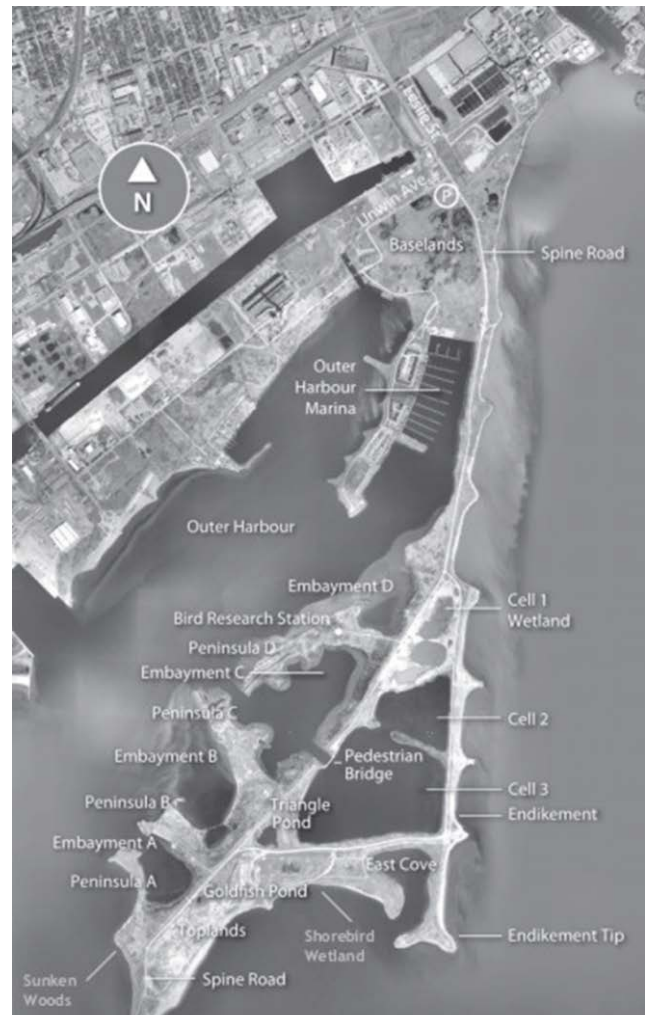 N
Leslie St
Unwin Ave
P
Baselands
Spine Road
Outer
Harbour
Marina
Outer Harbour
Embayment D
Bird Research Station
Cell 1
Wetland
Peninsula D
Embayment C
Peninsula C
Cell 2
Embayment B
Pedestrian
Bridge
Cell 3
Peninsula B
Triangle
Pond
Endikement
Embayment A
East Cove
Peninsula A
Goldfish Pond
Toplands
Shorebird
Wetland
Endikement Tip
Sunken
Woods
Spine Road